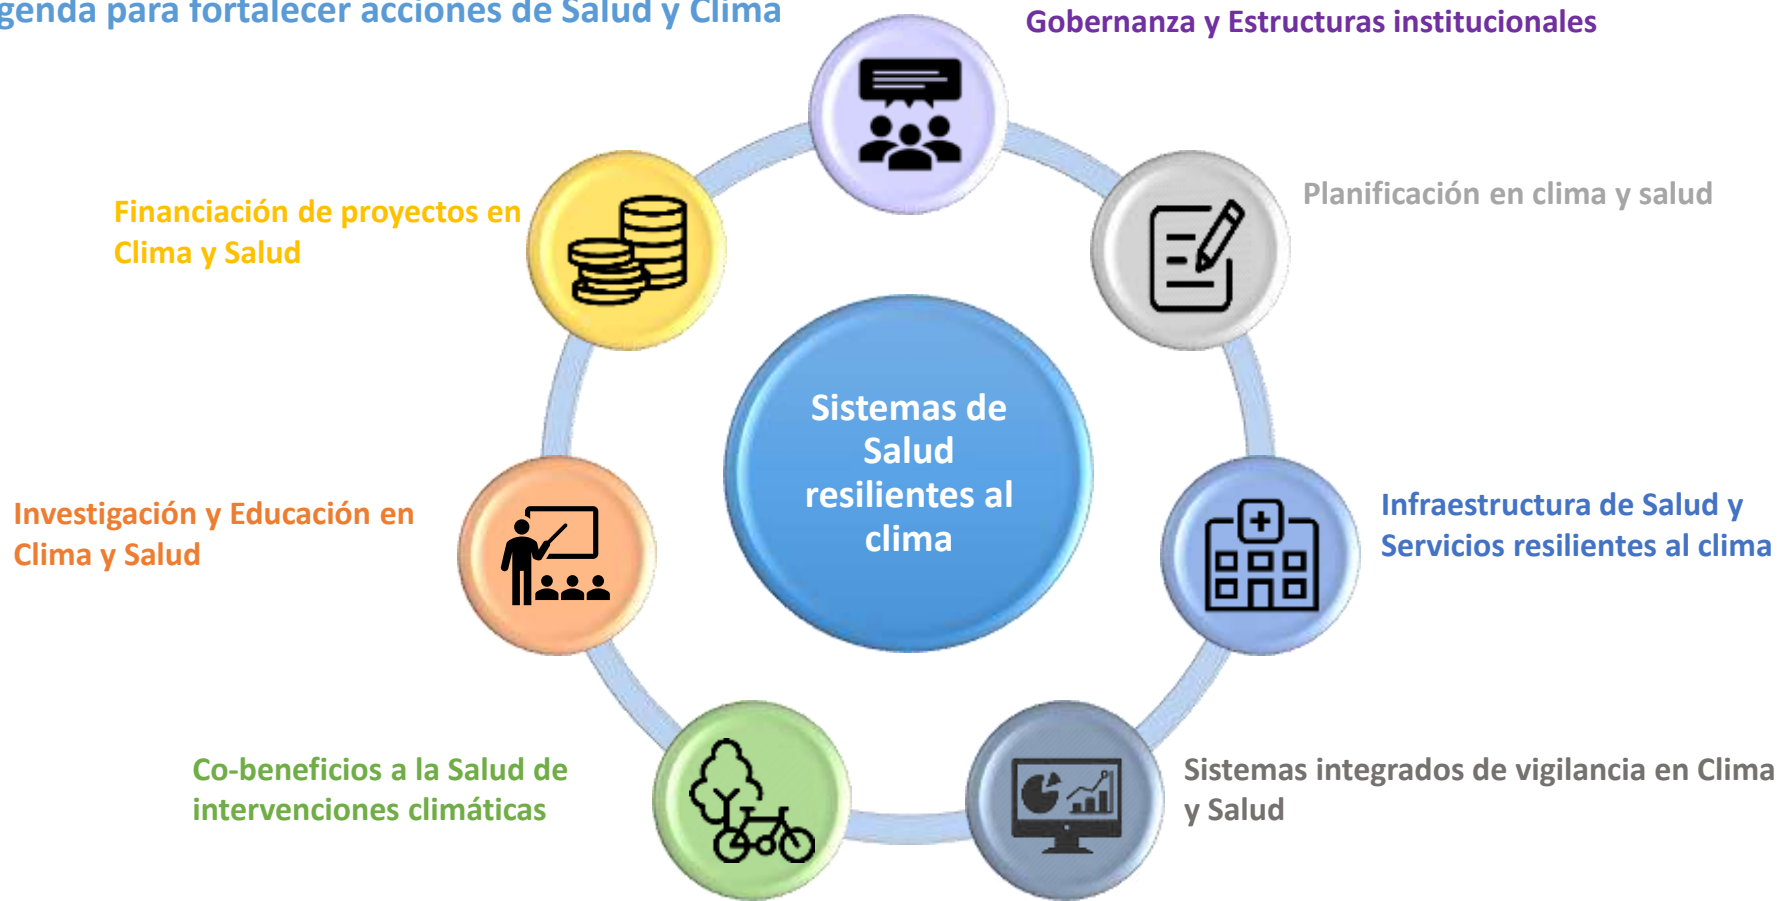 genda para fortalecer acciones de Salud y Clima
Gobernanza y Estructuras institucionales
Planificación en clima y salud
Financiación de proyectos en
Clima y Salud
Sistemas de
Salud
resilientes al
clima
Infraestructura de Salud y
Servicios resilientes al clima
Investigación y Educación en
Clima y Salud
Sistemas integrados de vigilancia en Clima
y Salud
Co-beneficios a la Salud de
intervenciones climáticas